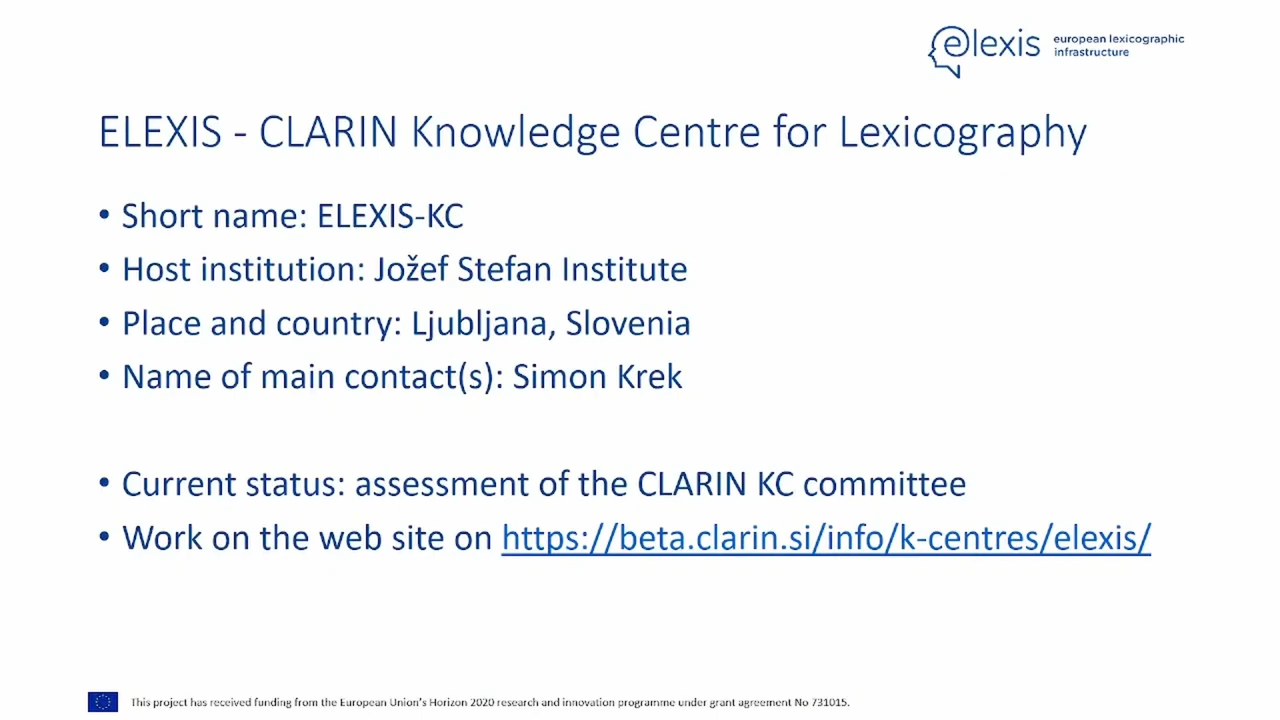 elexis european lexicographic
infrastructure
ELEXIS - CLARIN Knowledge Centre for Lexicography
• Short name: ELEXIS-KC
• Host institution: Jožef Stefan Institute
• Place and country: Ljubljana, Slovenia
• Name of main contact(s): Simon Krek
• Current status: assessment of the CLARIN KC committee
• Work on the web site on https://beta.clarin.si/info/k-centres/elexis/
This project has received funding from the European Union's Horizon 2020 research and innovation programme under grant agreement No 731015.